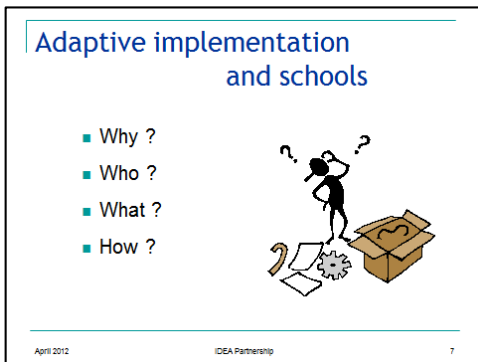 Adaptive implementation
and schools
Why ?
Who ?
What ?
How ?
? ?
April 2012 IDEA Partnership 7